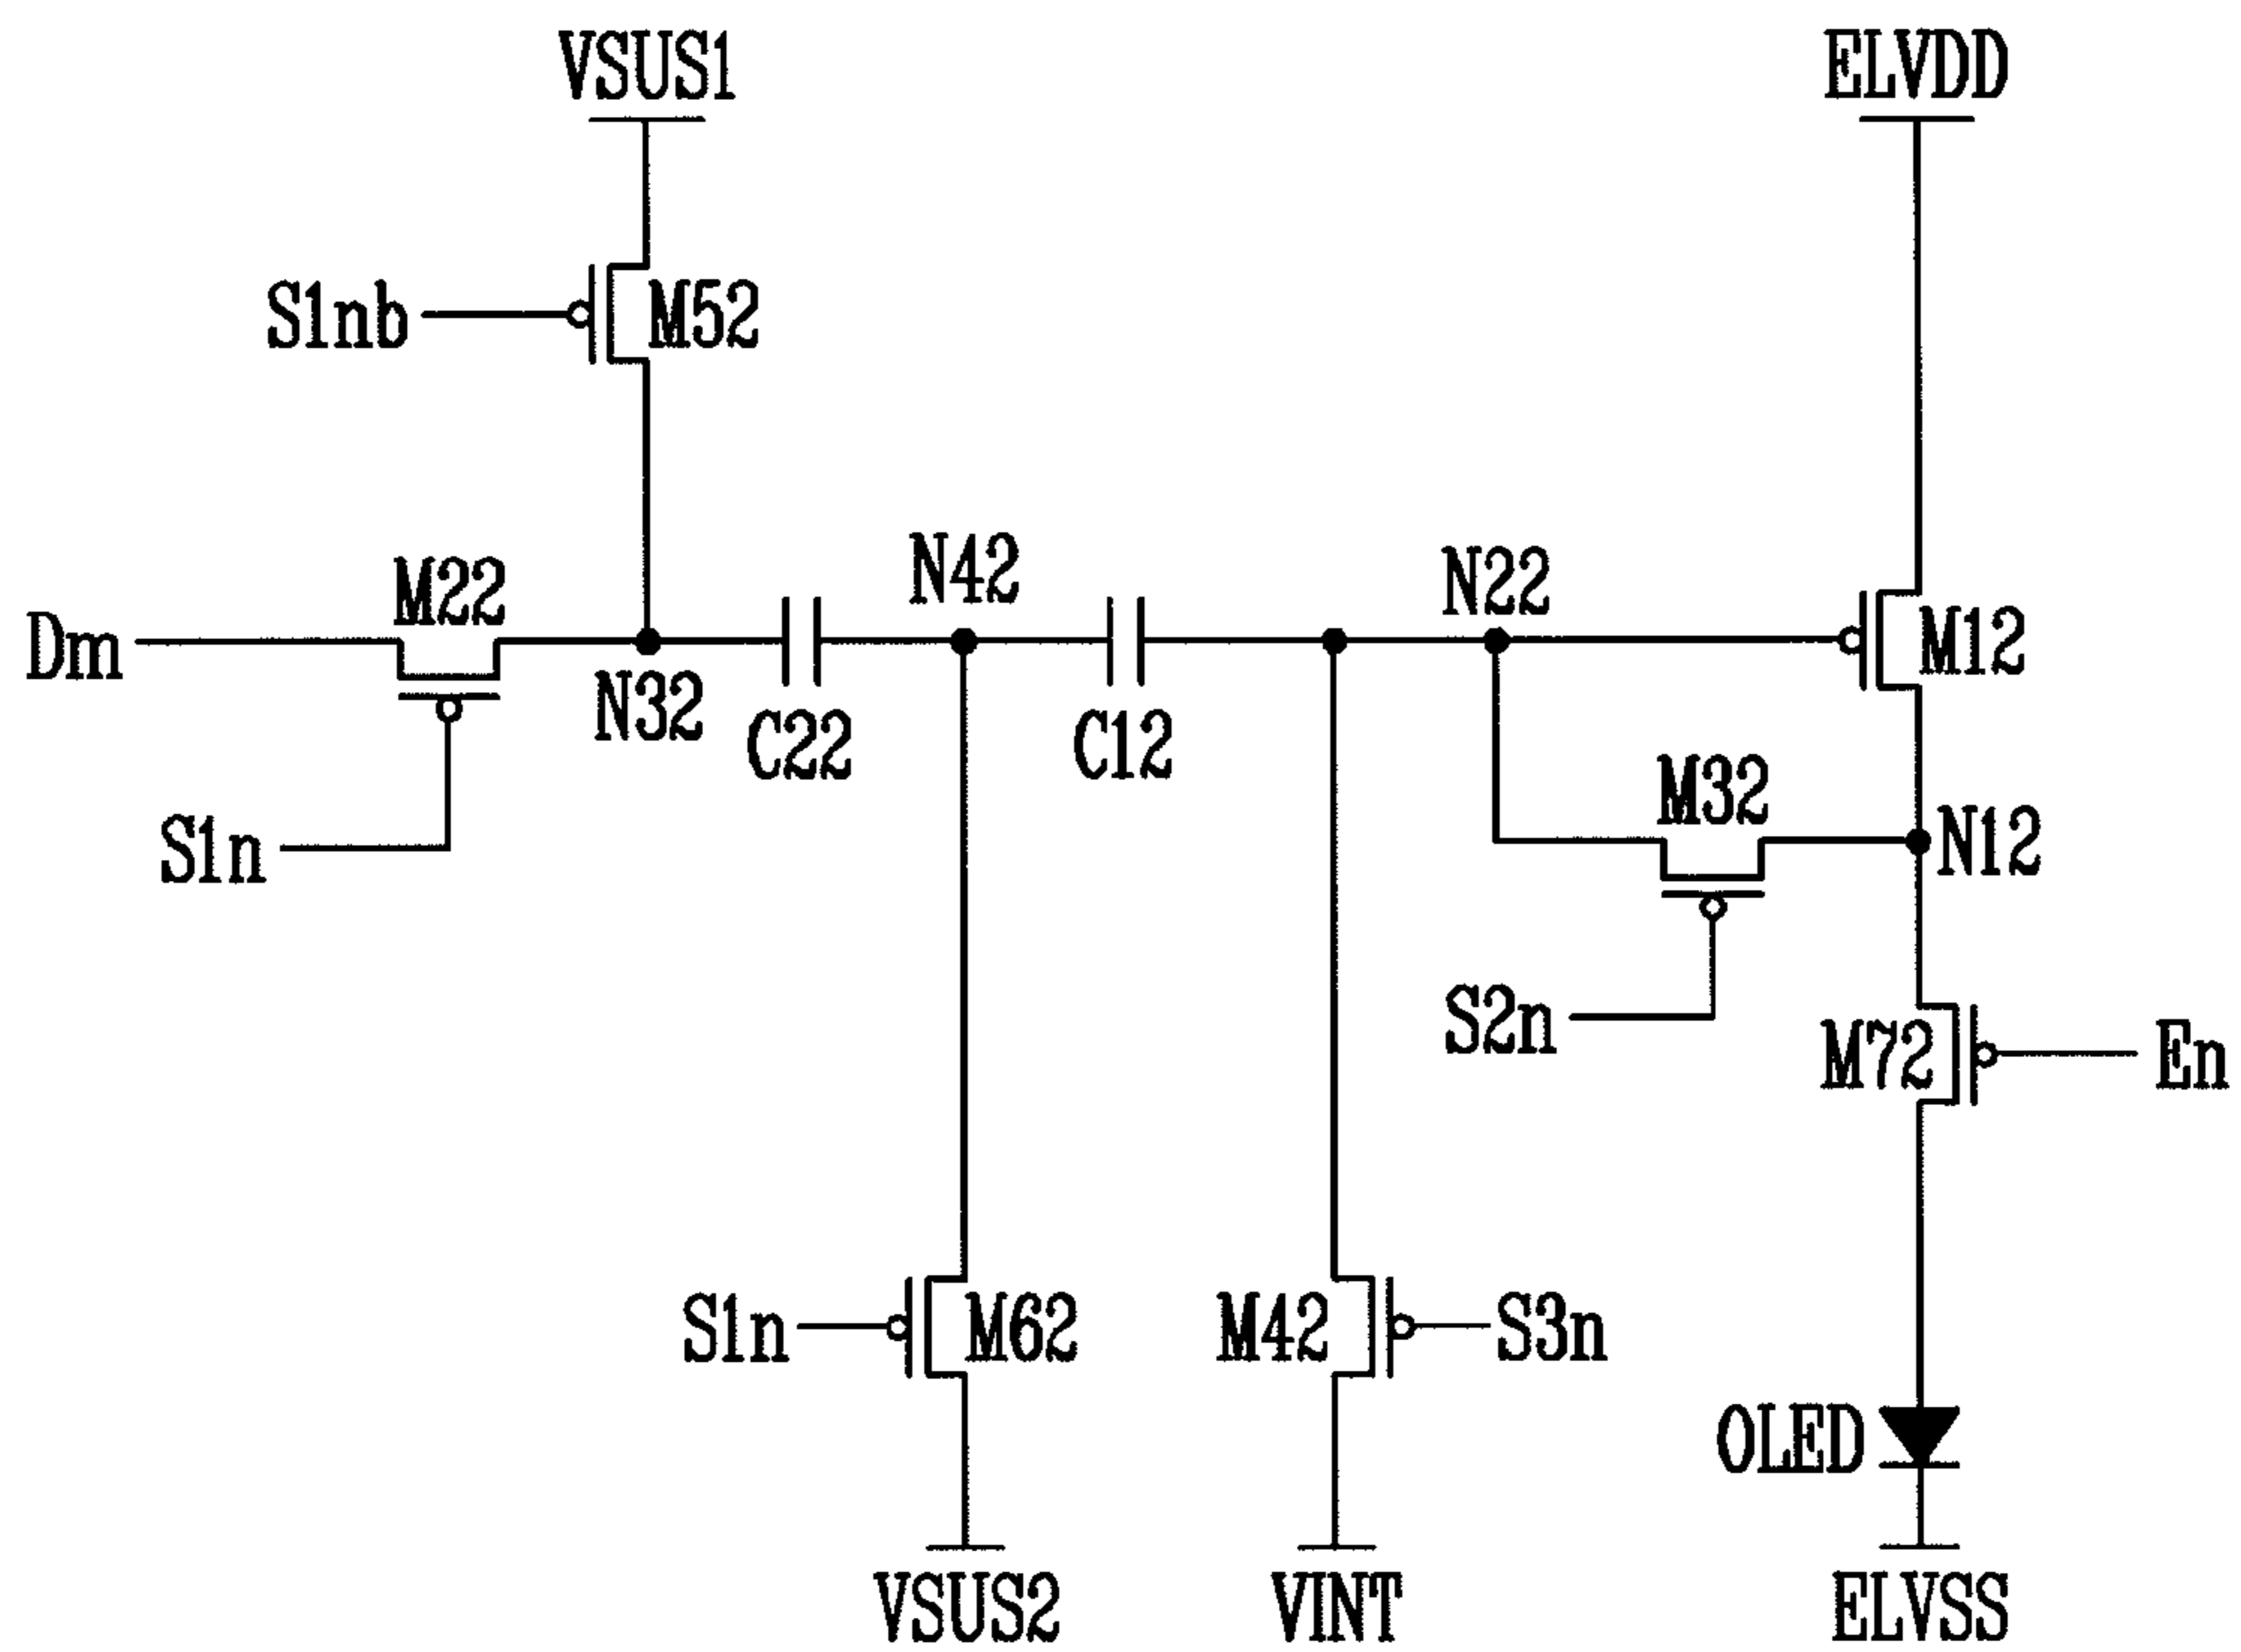 VSUS1
ELVDD
S1nb
M52
M22
N42
N22
Dm
M12
N32
C22
C12
M32
S1n
N12
S2n
M72
En
S1n
M62
M42
S3n
OLED
VSUS2
VINT
ELVSS